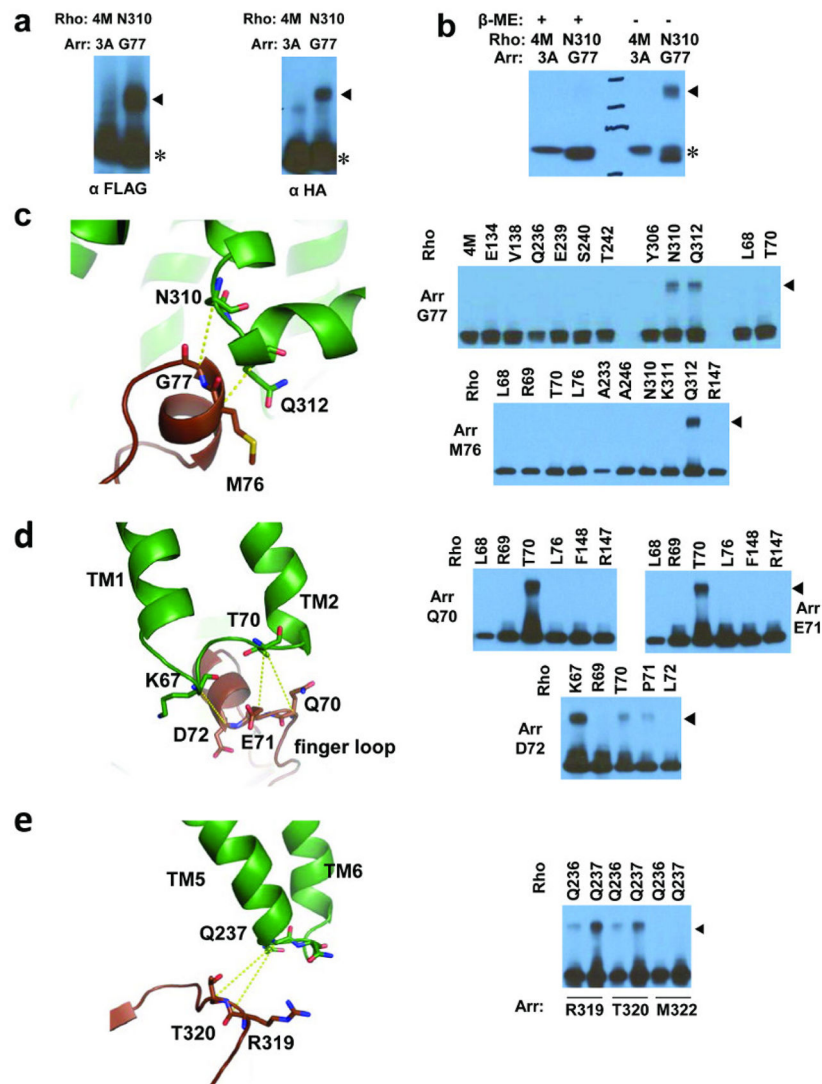 a
Rho: 4M N310
Arr: 3A G77
*
α FLAG
4M N310
3A G77
*
α HA
b
β-ME: + + - -
Rho: 4M N310 4M N310
Arr: 3A G77 3A G77
*
c
N310
G77
Q312
M76
Rho 4M E134 V138 Q236 E239 S240 T242 Y306 N310 Q312 L68 T70
Arr
G77
Rho L68 R69 T70 L76 A233 A246 N310 K311 Q312 R147
Arr
M76
d
TM1
TM2
T70
K67
Q70
D72
E71
finger loop
Rho L68 R69 T70 L76 F148 R147
Arr
Q70
L68 R69 T70 L76 F148 R147
Arr
E71
Rho K67 R69 T70 P71 L72
Arr
D72
e
TM5
TM6
Q237
T320
R319
Rho Q236 Q237 Q236 Q237 Q236 Q237
Arr: R319 T320 M322